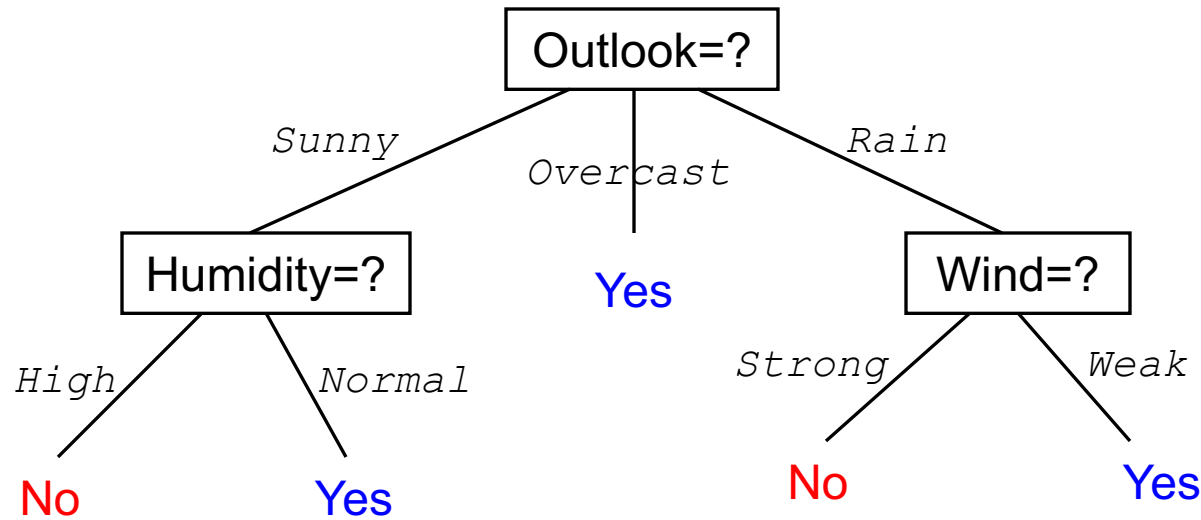 Outlook=?
Sunny
Overcast
Rain
Humidity=?
Yes
Wind=?
High
Normal
Strong
Weak
No
Yes
No
Yes